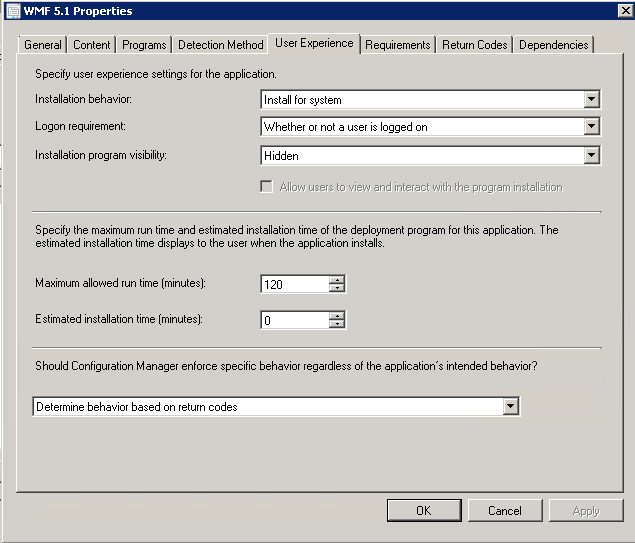 WMF 5.1 Properties
General
Content
Programs
Detection Method
User Experience
Requirements
Return Codes
Dependencies
Specify user experience settings for the application.
Installation behavior:
Install for system
Logon requirement:
Whether or not a user is logged on
Installation program visibility:
Hidden
Allow users to view and interact with the program installation
Specify the maximum run time and estimated installation time of the deployment program for this application. The
estimated installation time displays to the user when the application installs.
Maximum allowed run time (minutes):
120
Estimated installation time (minutes):
0
Should Configuration Manager enforce specific behavior regardless of the application's intended behavior?
Determine behavior based on return codes
OK
Cancel
Apply